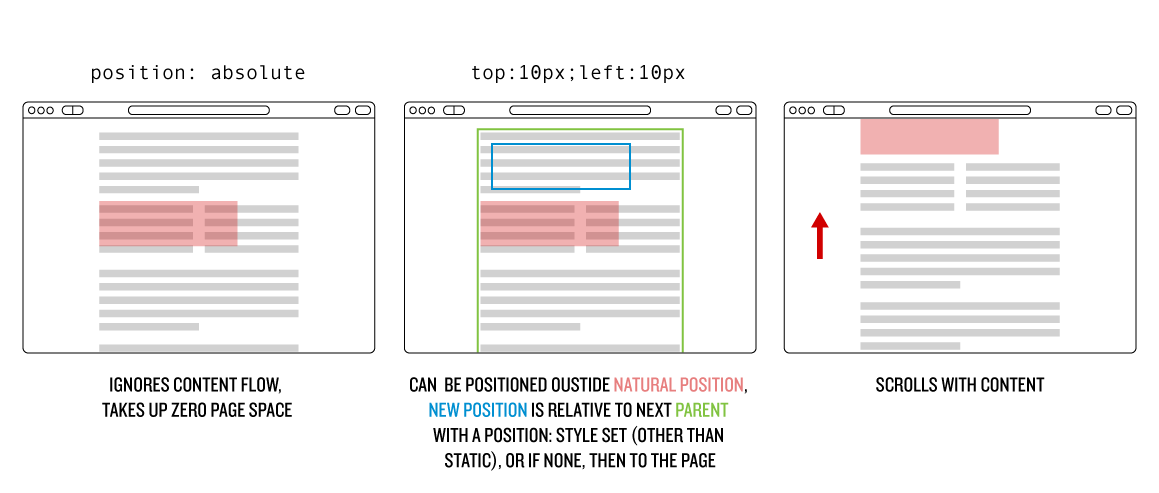 position: absolute
top:10px;left:10px
IGNORES CONTENT FLOW,
TAKES UP ZERO PAGE SPACE
CAN BE POSITIONED OUSTIDE NATURAL POSITION,
NEW POSITION IS RELATIVE TO NEXT PARENT
WITH A POSITION: STYLE SET (OTHER THAN
STATIC), OR IF NONE, THEN TO THE PAGE
SCROLLS WITH CONTENT